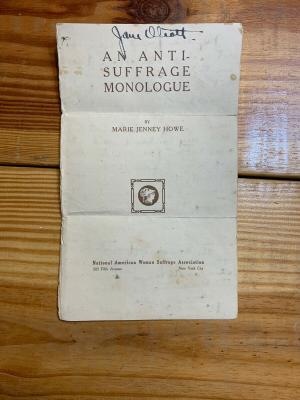 Jane Olcott
AN ANTI-
SUFFRAGE
MONOLOGUE
BY
MARIE JENNEY HOWE
National American Woman Suffrage Association
505 Fifth Avenue New York City